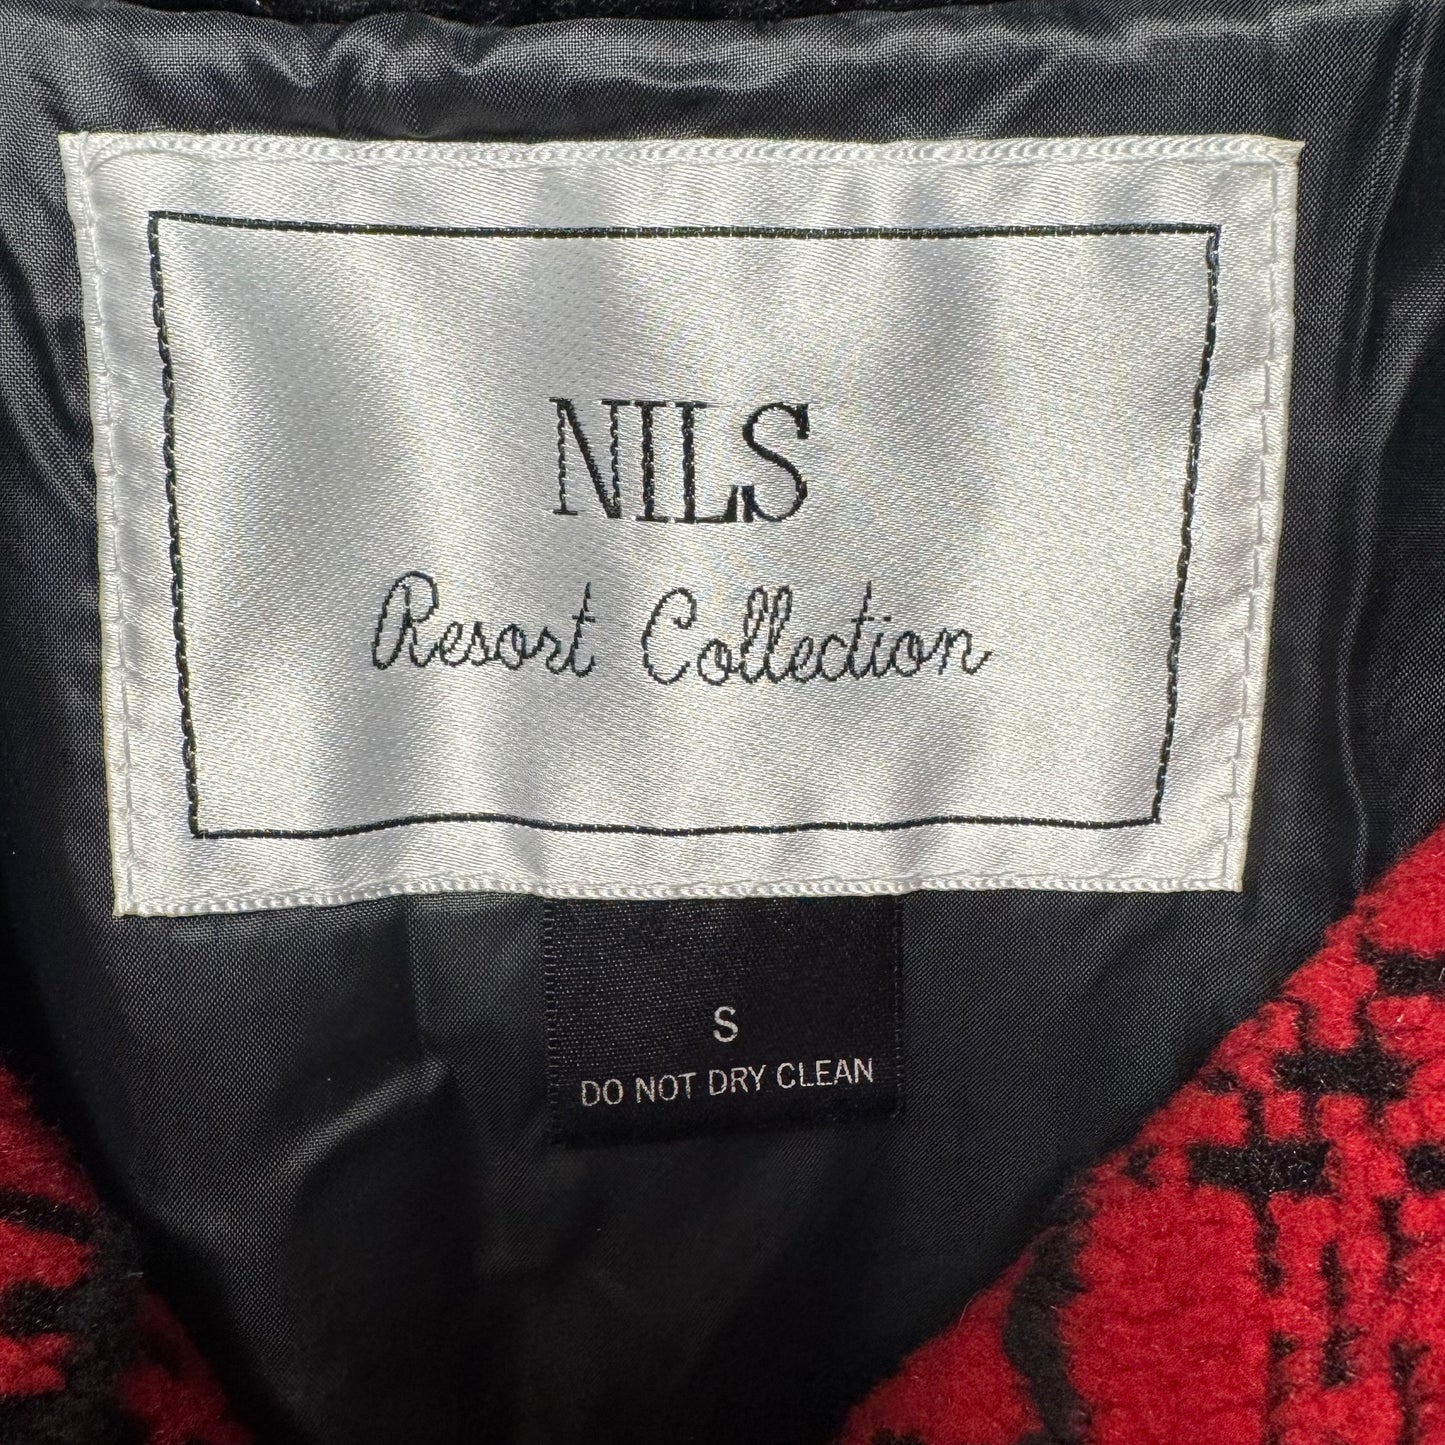 NILS
Resort Collection
S
DO NOT DRY CLEAN